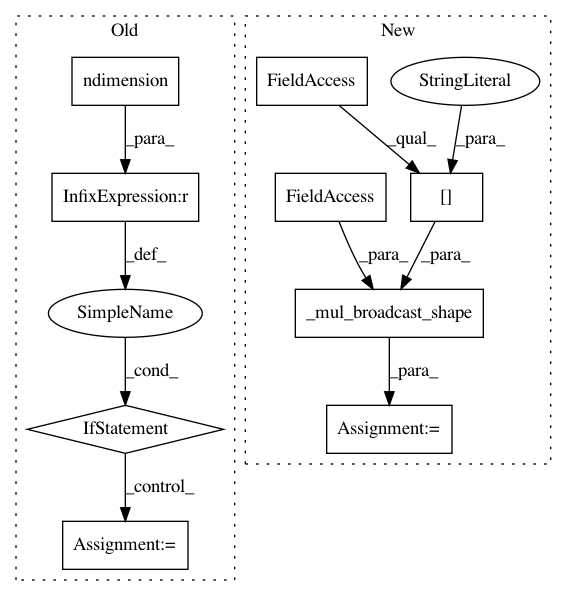 Old
New
ndimension
FieldAccess
StringLiteral
_para_
_qual_
_para_
InfixExpression:r
FieldAccess
[]
_def_
_para_
_para_
SimpleName
_mul_broadcast_shape
_cond_
_para_
IfStatement
Assignment:=
_control_
Assignment:=